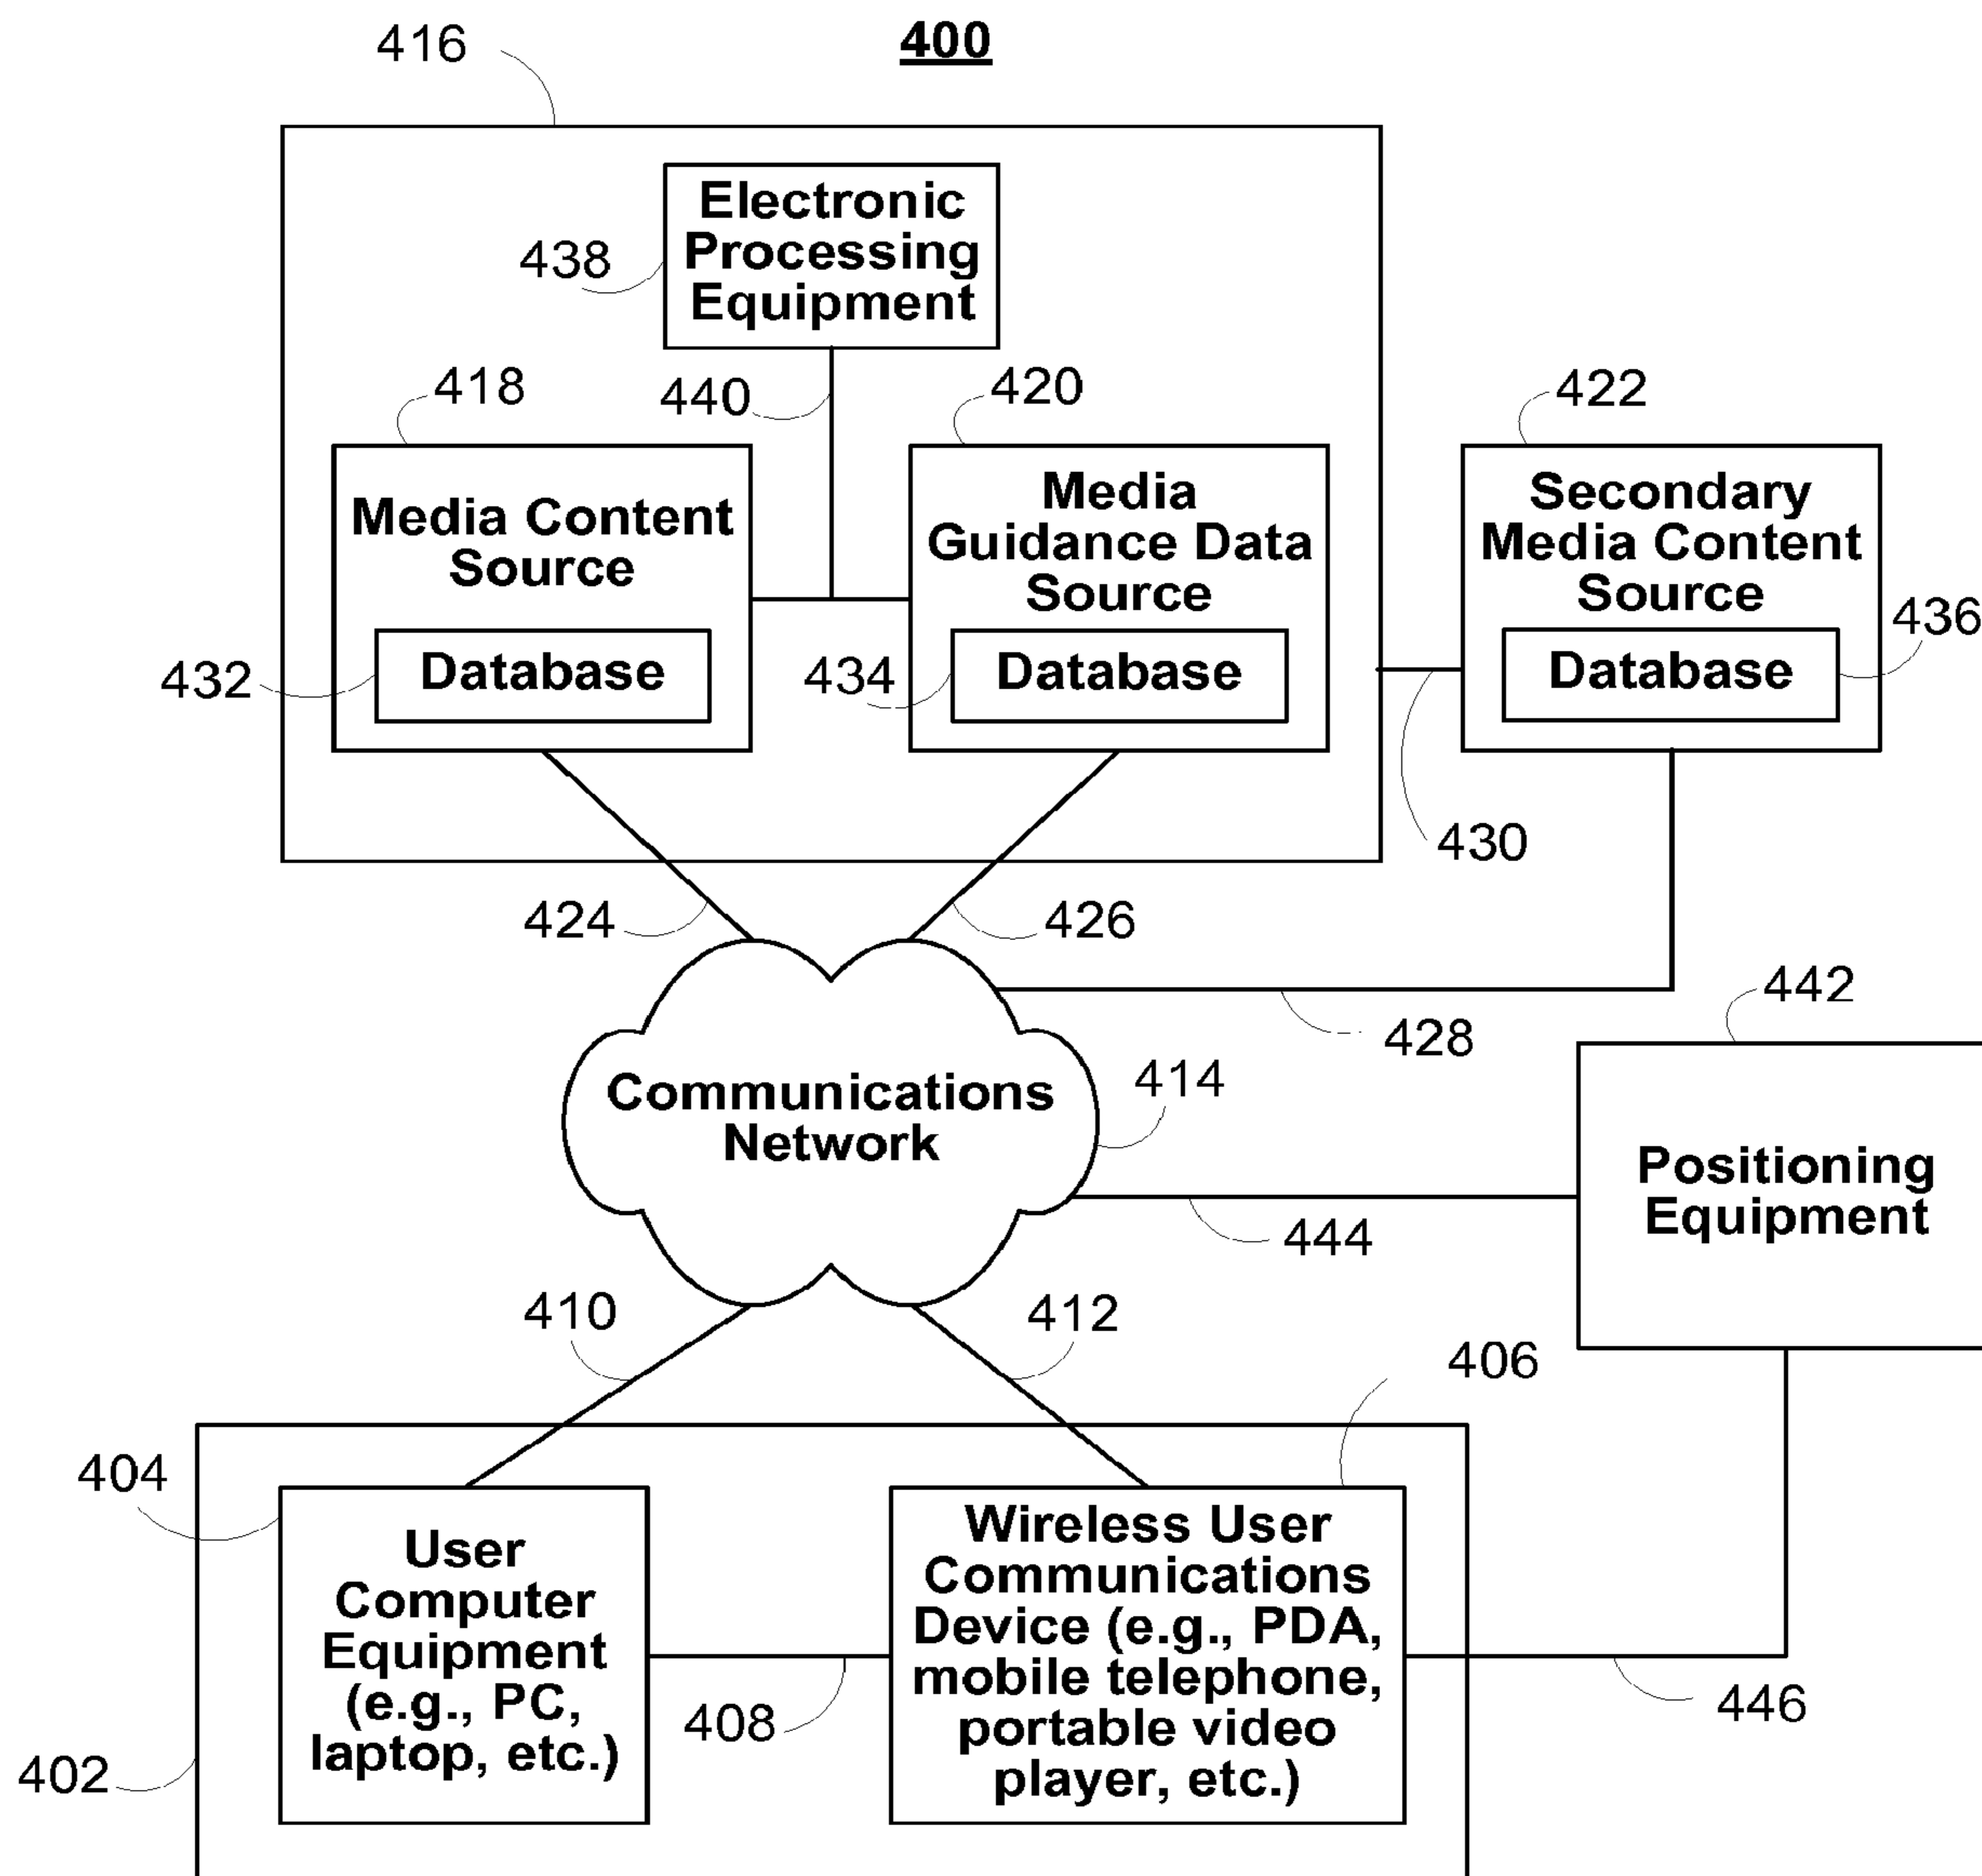 400
416
Electronic
Processing
Equipment
438
440
418
420
422
Media Content
Source
Media
Guidance Data
Source
Secondary
Media Content
Source
432
Database
434
Database
Database
436
430
424
426
428
442
Communications
Network
414
Positioning
Equipment
444
410
412
406
404
User
Computer
Equipment
(e.g., PC,
laptop, etc.)
Wireless User
Communications
Device (e.g., PDA,
mobile telephone,
portable video
player, etc.)
408
446
402